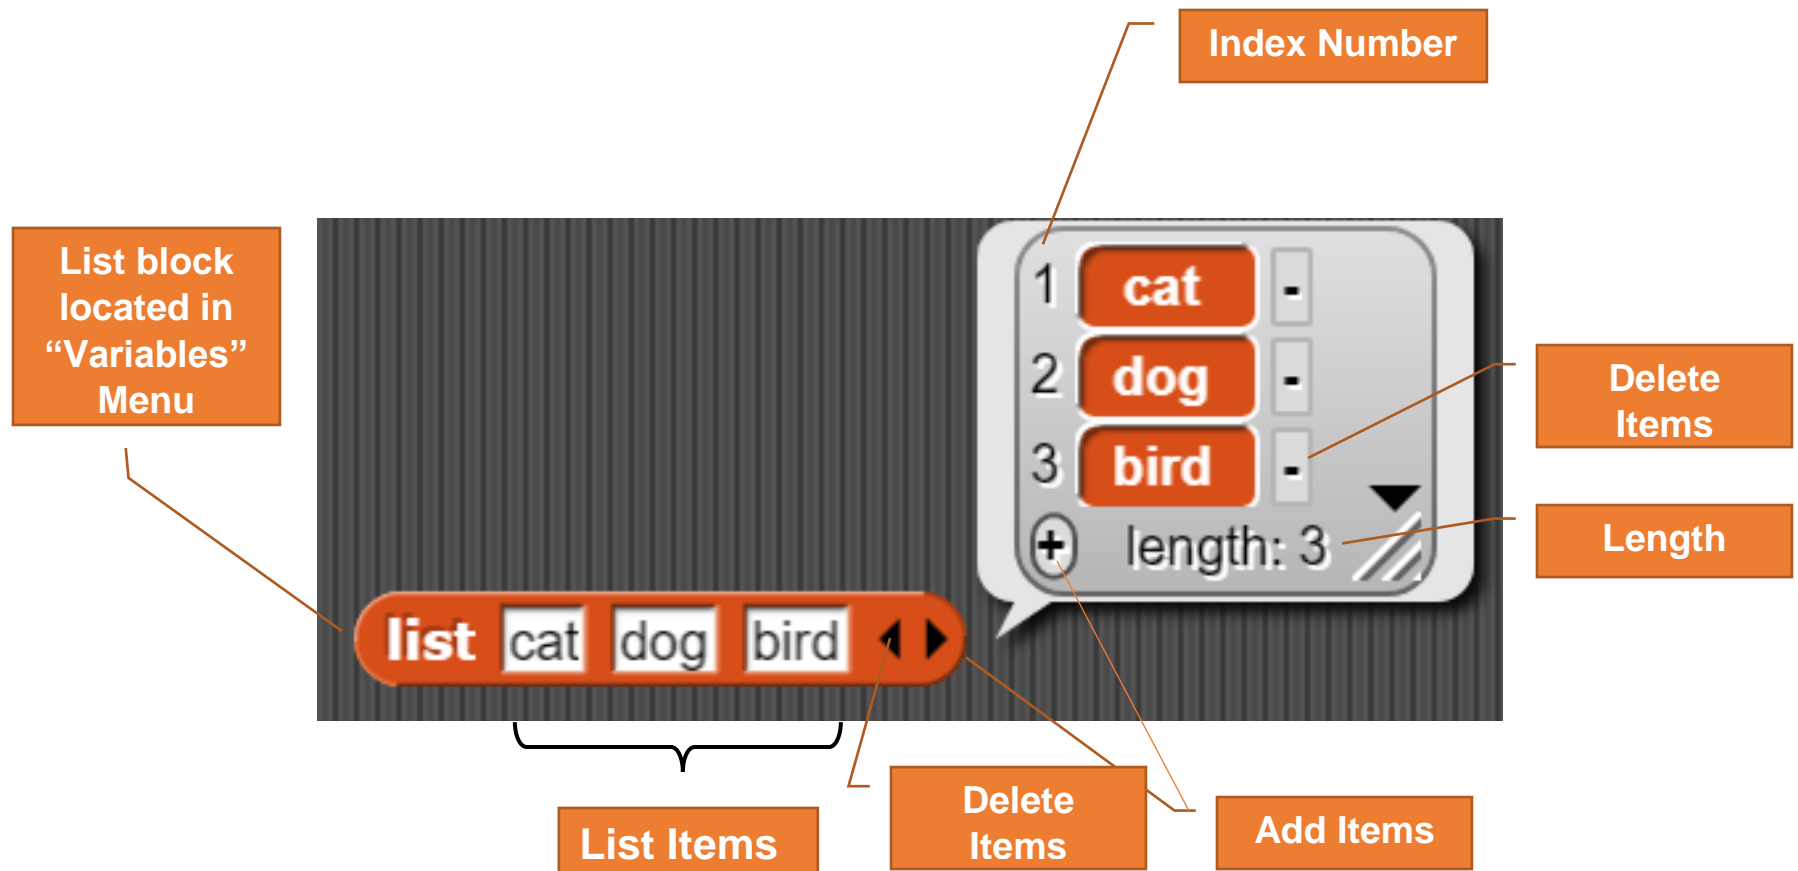 Index Number
List block
located in
“Variables”
Menu
1 cat -
2 dog -
3 bird -
+ length: 3
Delete
Items
Length
list cat dog bird
List Items
Delete
Items
Add Items